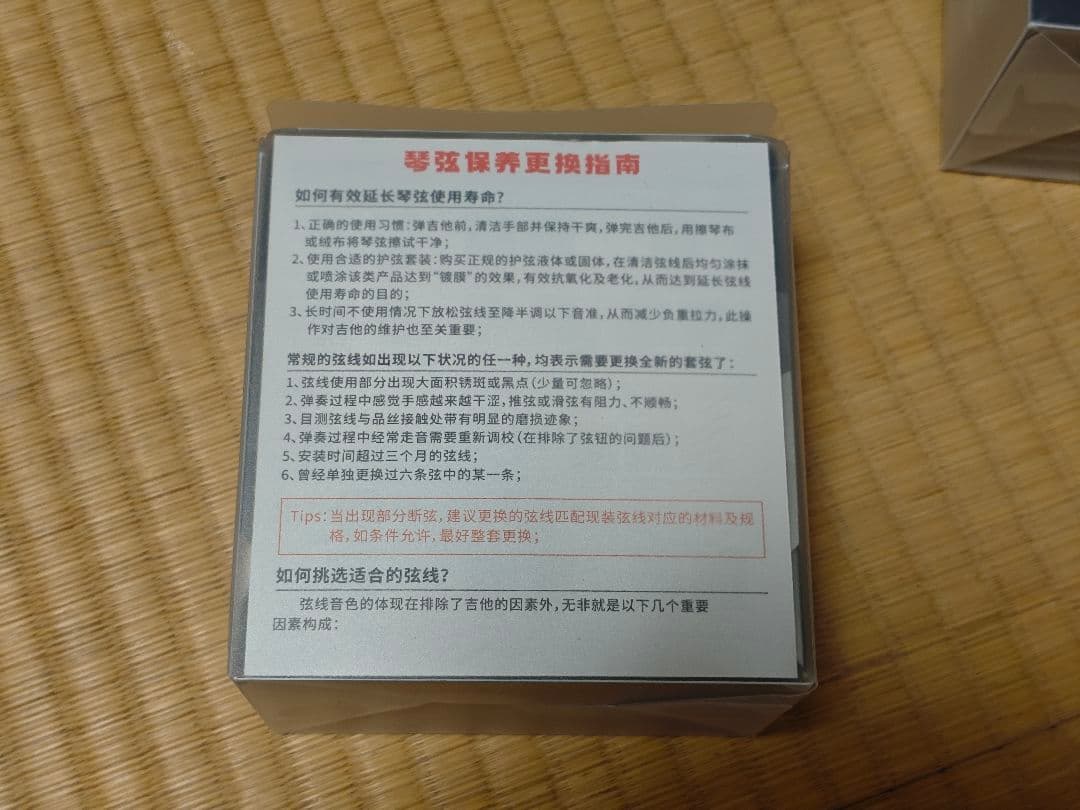 琴弦保养更换指南
如何有效延长琴弦使用寿命?
1、正确的使用习惯:弹吉他前,清洁手部并保持干爽,弹完吉他后,用擦琴布
或绒布将琴弦擦试干净;
2、使用合适的护弦套装:购买正规的护弦液体或固体,在清洁弦线后均匀涂抹
或喷涂该类产品达到“镀膜”的效果,有效抗氧化及老化,从而达到延长弦线
使用寿命的目的;
3、长时间不使用情况下放松弦线至降半调以下音准,从而减少负重拉力,此操
作对吉他的维护也至关重要;
常规的弦线如出现以下状况的任一种,均表示需要更换全新的套弦了:
1、弦线使用部分出现大面积锈斑或黑点(少量可忽略);
2、弹奏过程中感觉手感越来越干涩,推弦或滑弦有阻力、不顺畅;
3、目测弦线与品丝接触处带有明显的磨损迹象;
4、弹奏过程中经常走音需要重新调校(在排除了弦钮的问题后);
5、安装时间超过三个月的弦线;
6、曾经单独更换过六条弦中的某一条;
Tips:当出现部分断弦,建议更换的弦线匹配现装弦线对应的材料及规
格,如条件允许,最好整套更换;
如何挑选适合的弦线?
弦线音色的体现在排除了吉他的因素外,无非就是以下几个重要
因素构成: